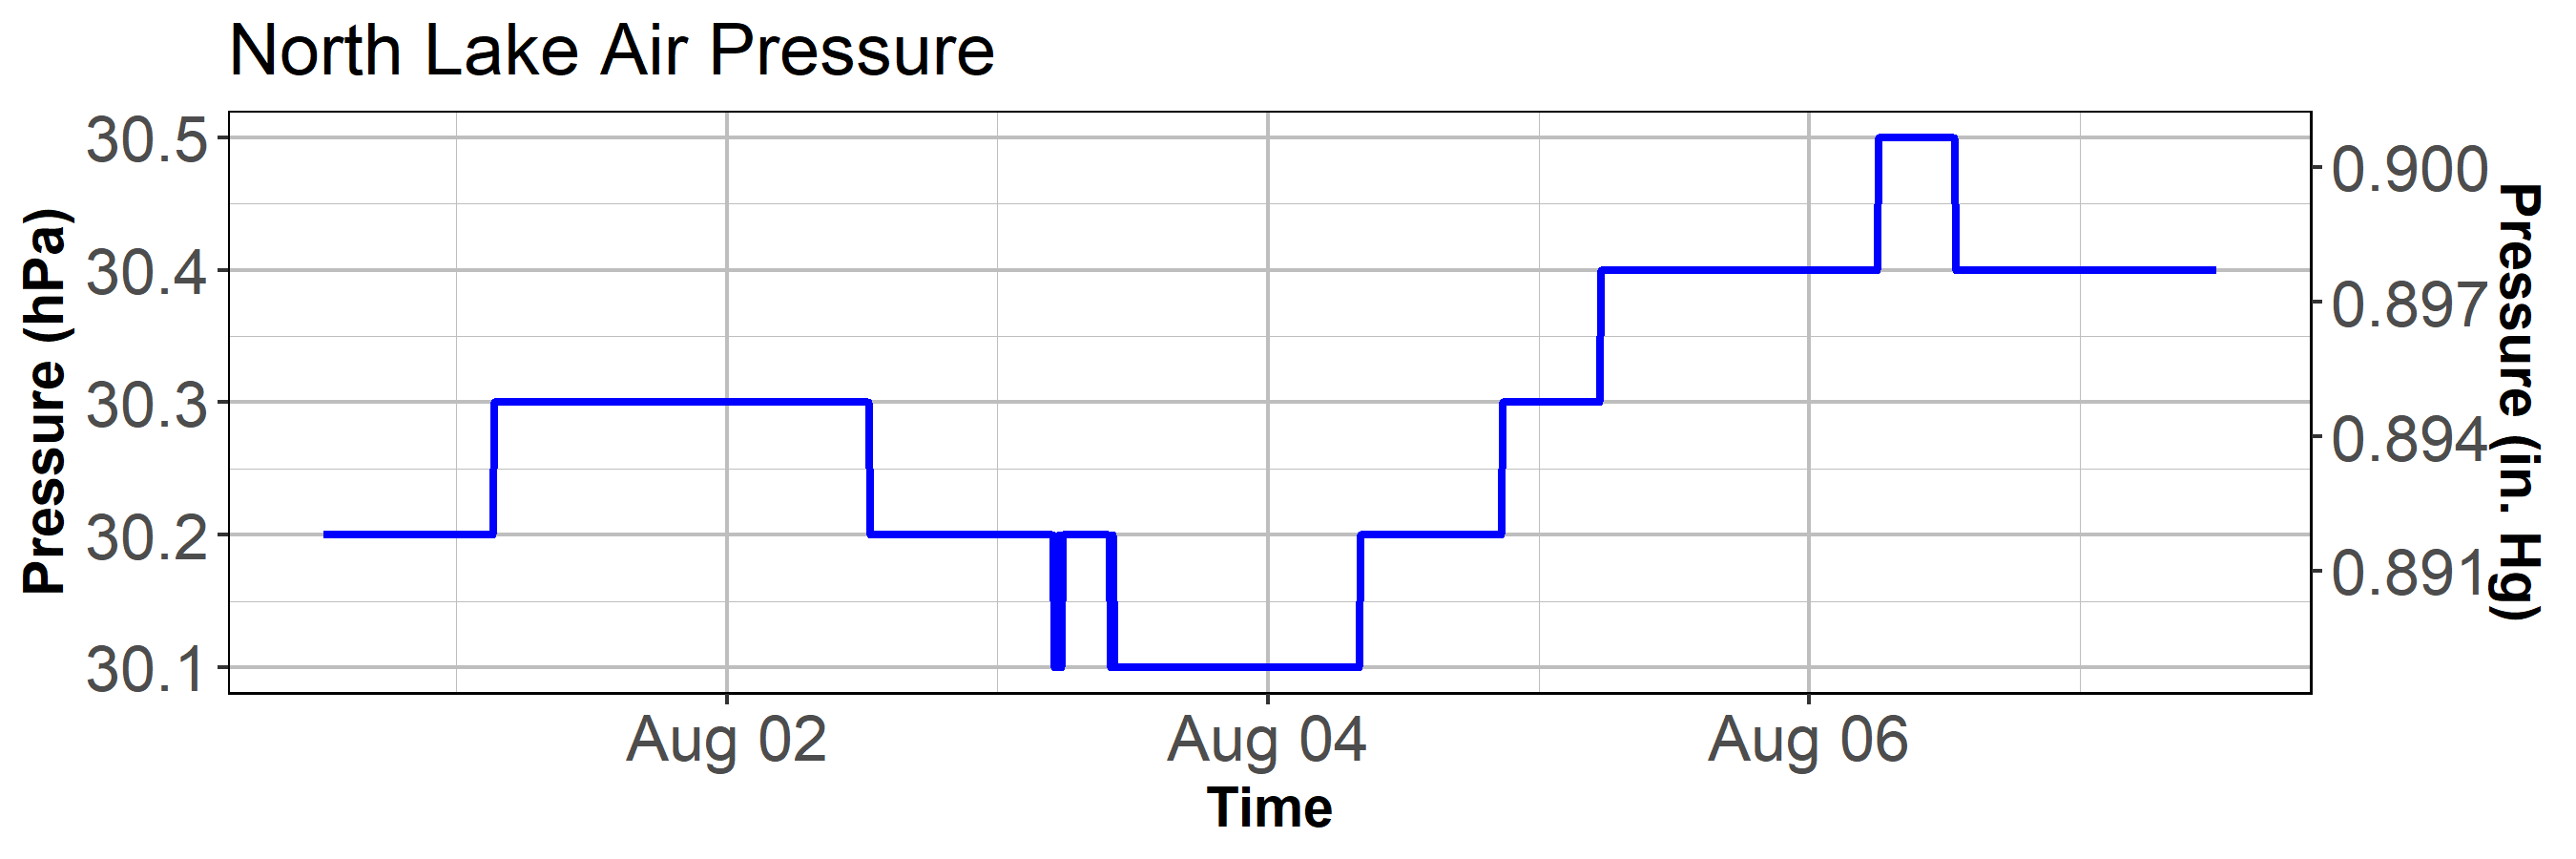 North Lake Air Pressure
Pressure (hPa)
30.5
30.4
30.3
30.2
30.1
0.900
0.897
0.894
0.891
Pressure (in. Hg)
Aug 02
Aug 04
Aug 06
Time